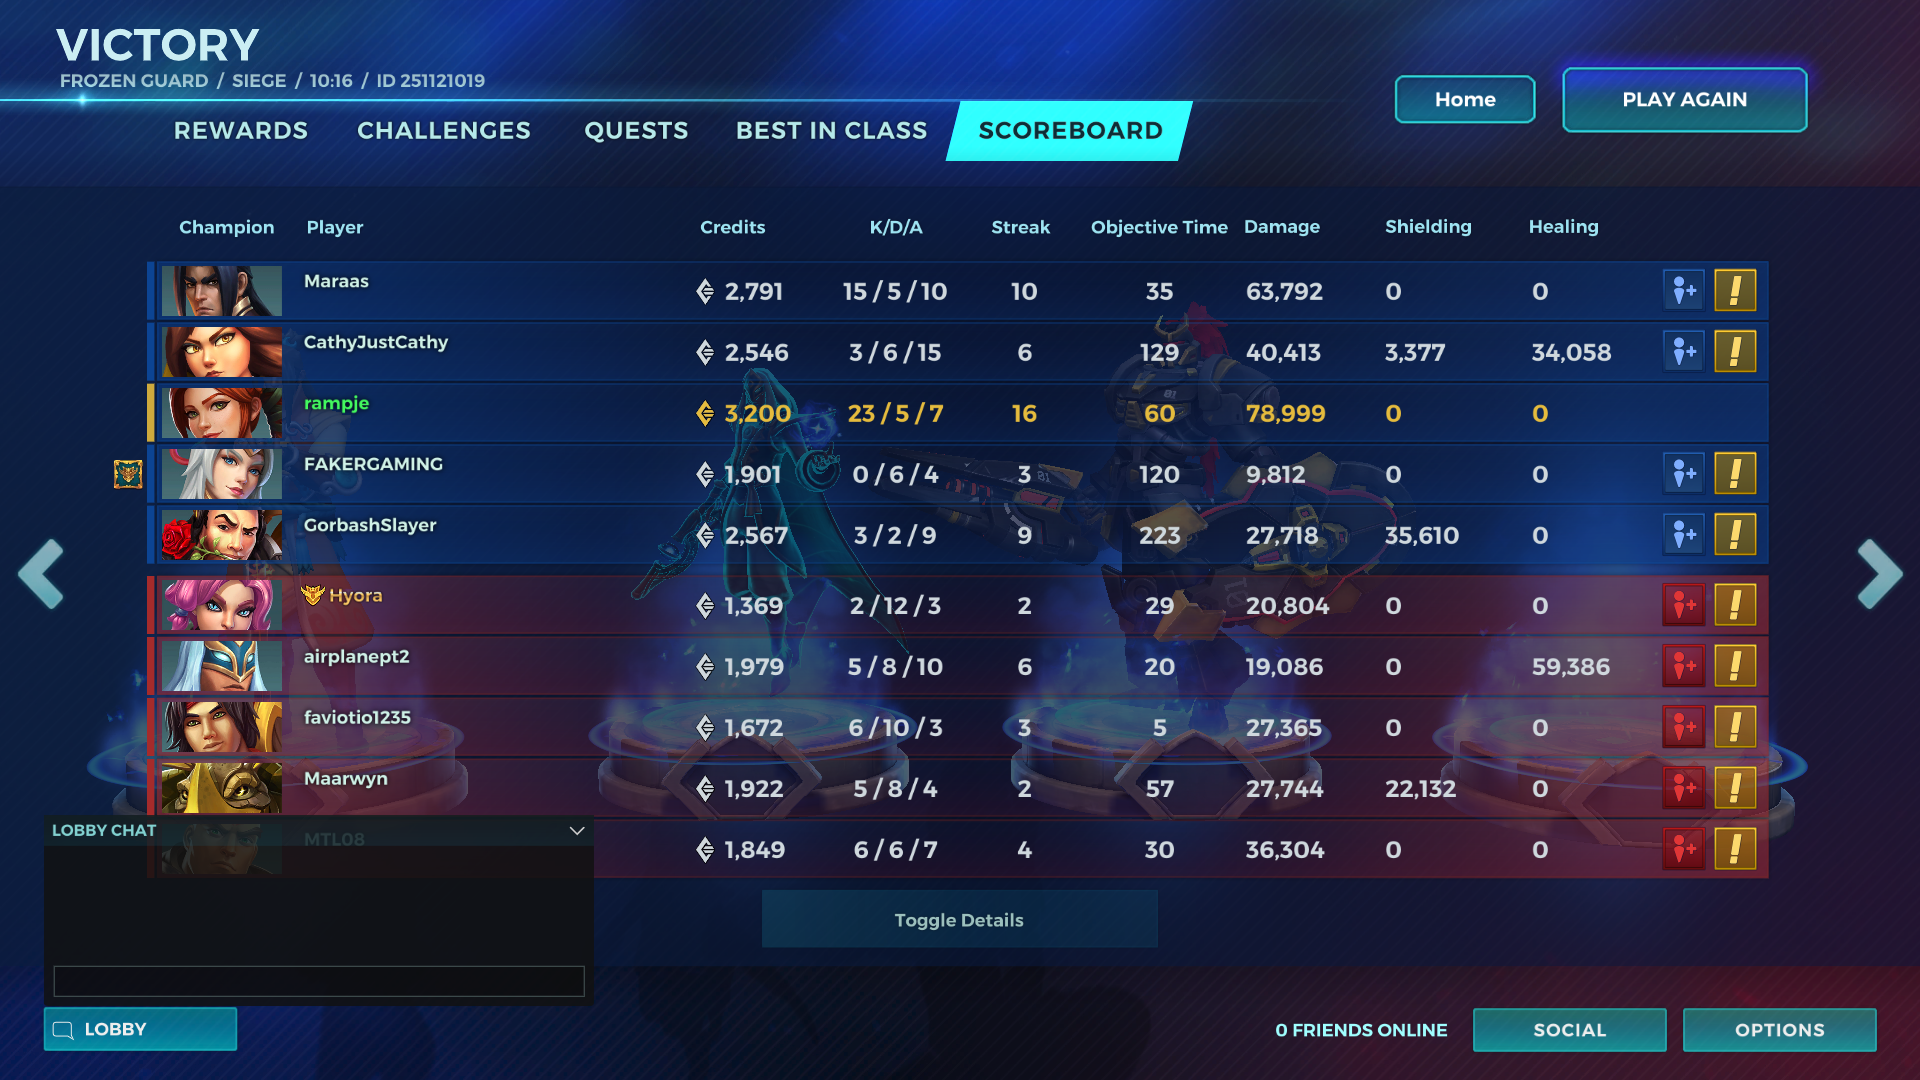 VICTORY
FROZEN GUARD / SIEGE / 10:16 / ID 251121019
Home
PLAY AGAIN
REWARDS CHALLENGES QUESTS BEST IN CLASS SCOREBOARD
Champion Player Credits K/D/A Streak Objective Time Damage Shielding Healing
Maraas 2,791 15 / 5 / 10 10 35 63,792 0 0
CathyJustCathy 2,546 3 / 6 / 15 6 129 40,413 3,377 34,058
rampje 3,200 23 / 5 / 7 16 60 78,999 0 0
FAKERGAMING 1,901 0 / 6 / 4 3 120 9,812 0 0
GorbashSlayer 2,567 3 / 2 / 9 9 223 27,718 35,610 0
Hyora 1,369 2 / 12 / 3 2 29 20,804 0 0
airplanept2 1,979 5 / 8 / 10 6 20 19,086 0 59,386
faviotio1235 1,672 6 / 10 / 3 3 5 27,365 0 0
Maarwyn 1,922 5 / 8 / 4 2 57 27,744 22,132 0
MTL08 1,849 6 / 6 / 7 4 30 36,304 0 0
LOBBY CHAT
Toggle Details
LOBBY
0 FRIENDS ONLINE
SOCIAL
OPTIONS